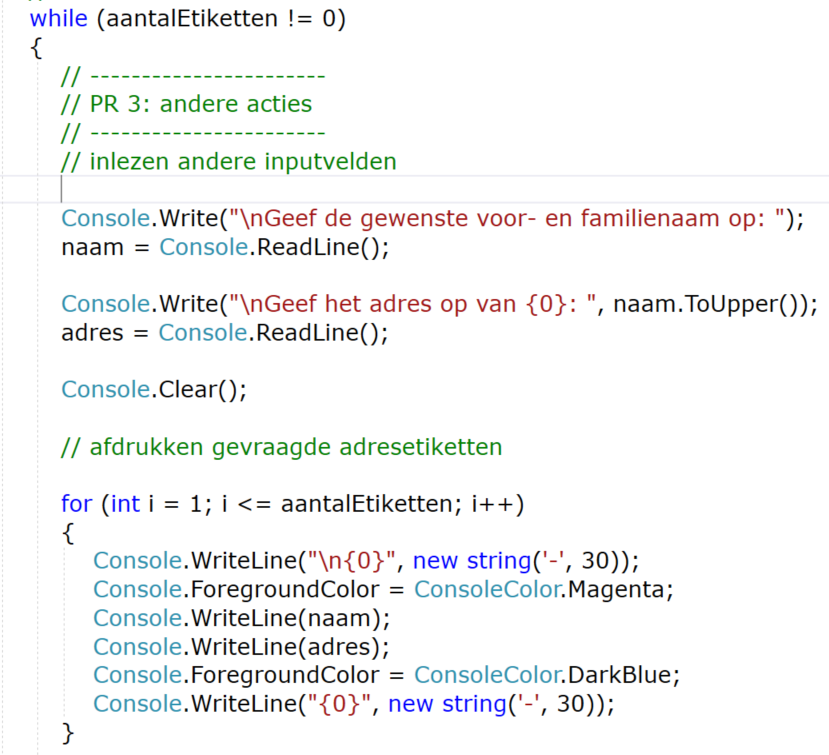 while (aantalEtiketten != 0)
{
// -----------------------
// PR 3: andere acties
// -----------------------
// inlezen andere inputvelden
Console.Write("\nGeef de gewenste voor- en familienaam op: ");
naam = Console.ReadLine();
Console.Write("\nGeef het adres op van {0}: ", naam.ToUpper());
adres = Console.ReadLine();
Console.Clear();
// afdrukken gevraagde adresetiketten
for (int i = 1; i <= aantalEtiketten; i++)
{
Console.WriteLine("\n{0}", new string('-', 30));
Console.ForegroundColor = ConsoleColor.Magenta;
Console.WriteLine(naam);
Console.WriteLine(adres);
Console.ForegroundColor = ConsoleColor.DarkBlue;
Console.WriteLine("{0}", new string('-', 30));
}